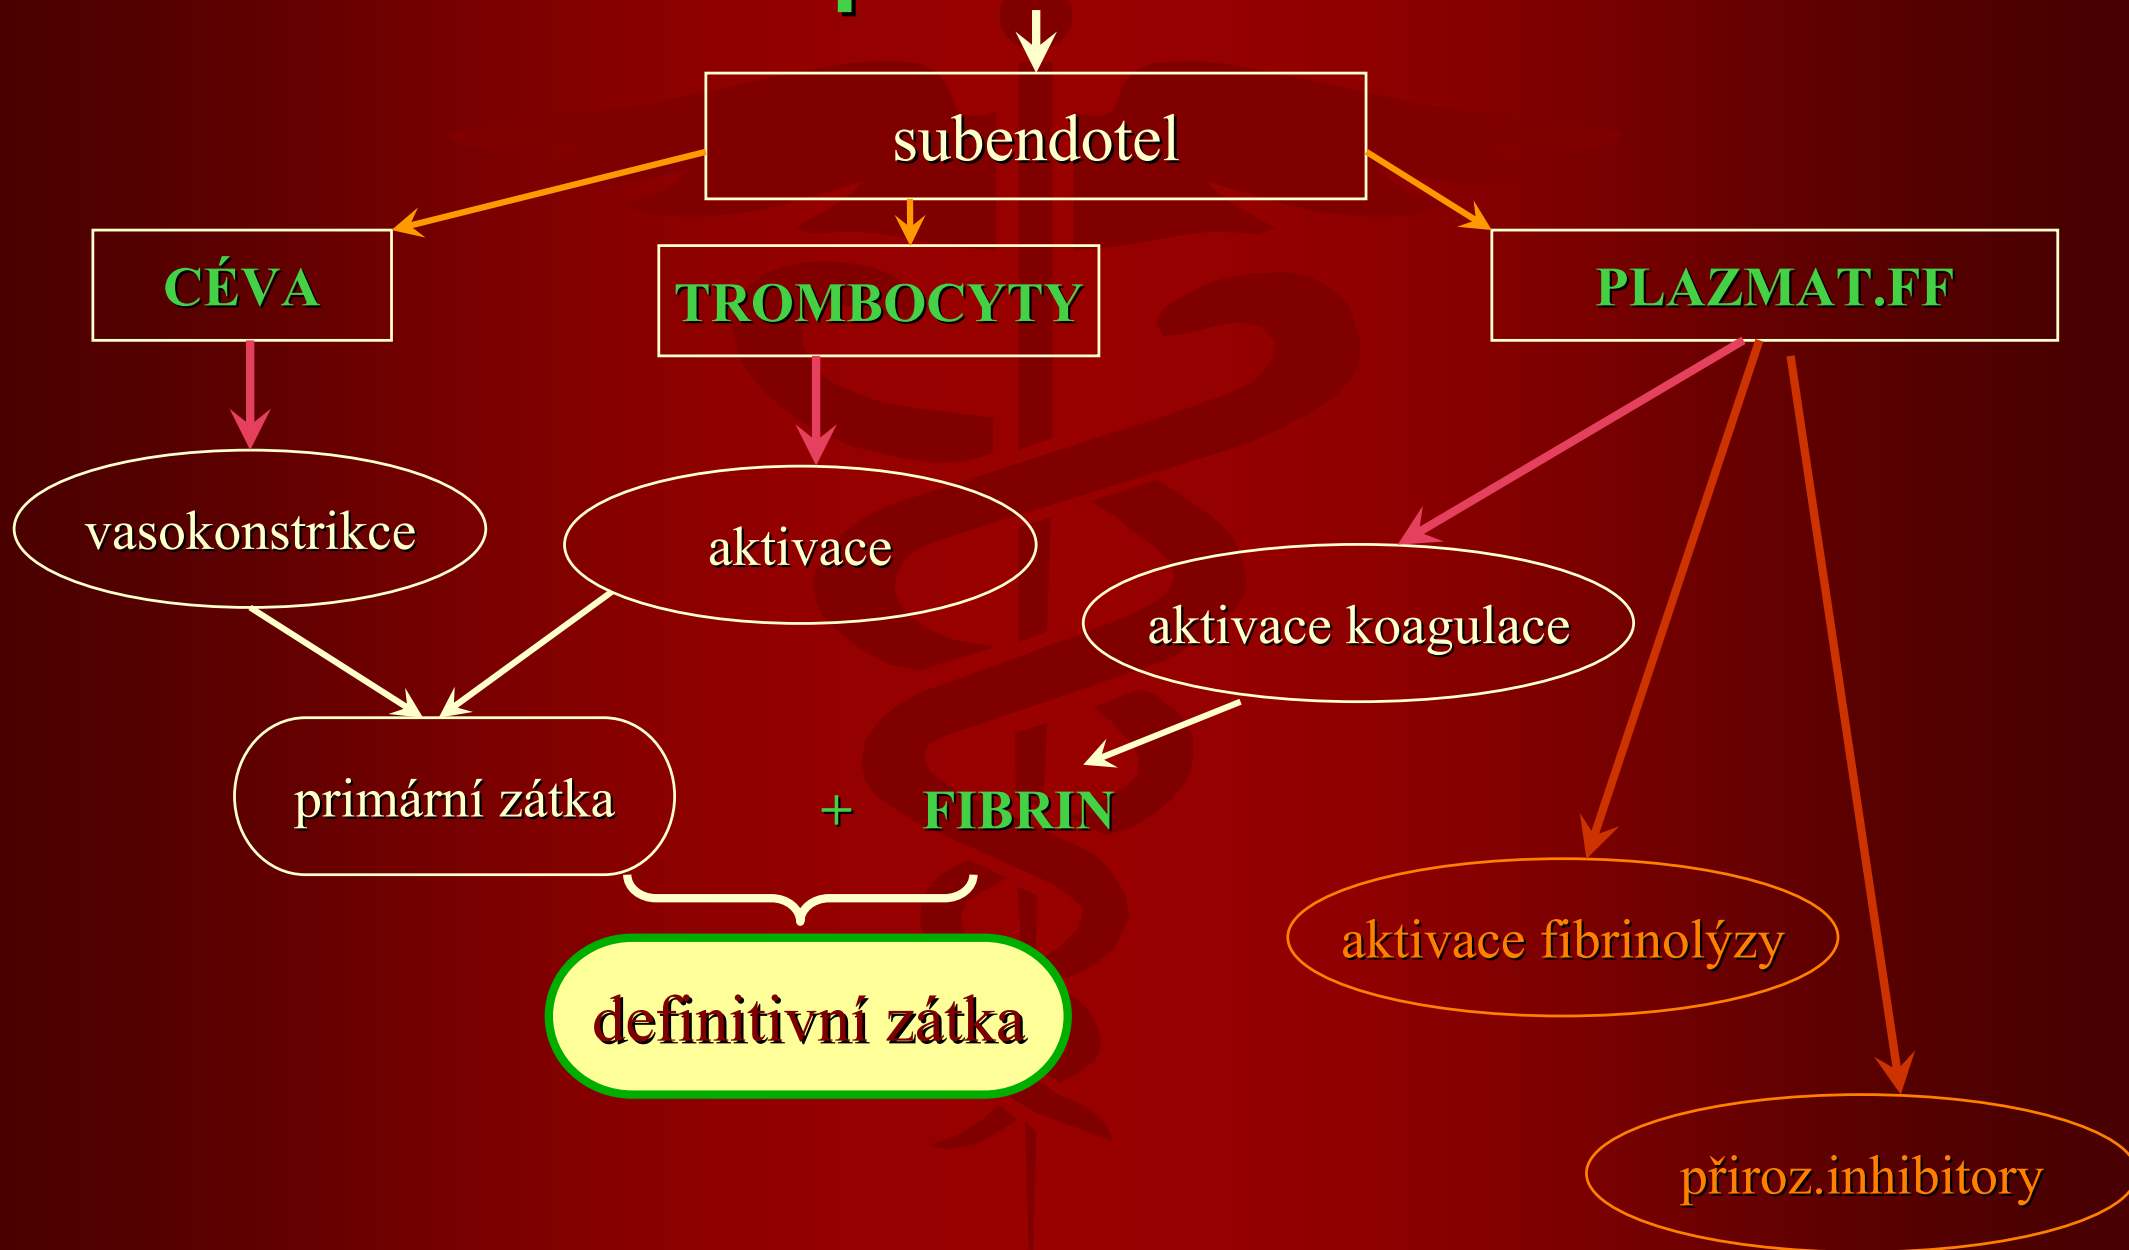 subendotel
CÉVA
TROMBOCYTY
PLAZMAT.FF
vasokonstrikce
aktivace
aktivace koagulace
primární zátka
+ FIBRIN
aktivace fibrinolýzy
definitivní zátka
přiroz.inhibitory